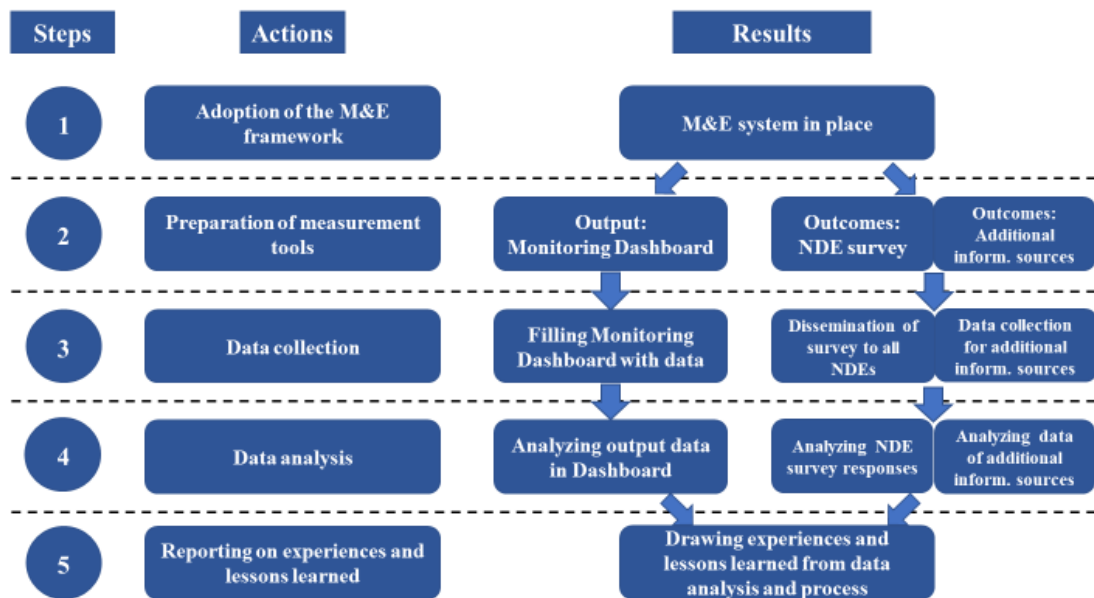 Steps
Actions
Results
1
Adoption of the M&E
framework
M&E system in place
2
Preparation of measurement
tools
Output:
Monitoring Dashboard
Outcomes:
NDE survey
Outcomes:
Additional
inform. sources
3
Data collection
Filling Monitoring
Dashboard with data
Dissemination of
survey to all
NDEs
Data collection
for additional
inform. sources
4
Data analysis
Analyzing output data
in Dashboard
Analyzing NDE
survey responses
Analyzing data
of additional
inform. sources
5
Reporting on experiences and
lessons learned
Drawing experiences and
lessons learned from data
analysis and process